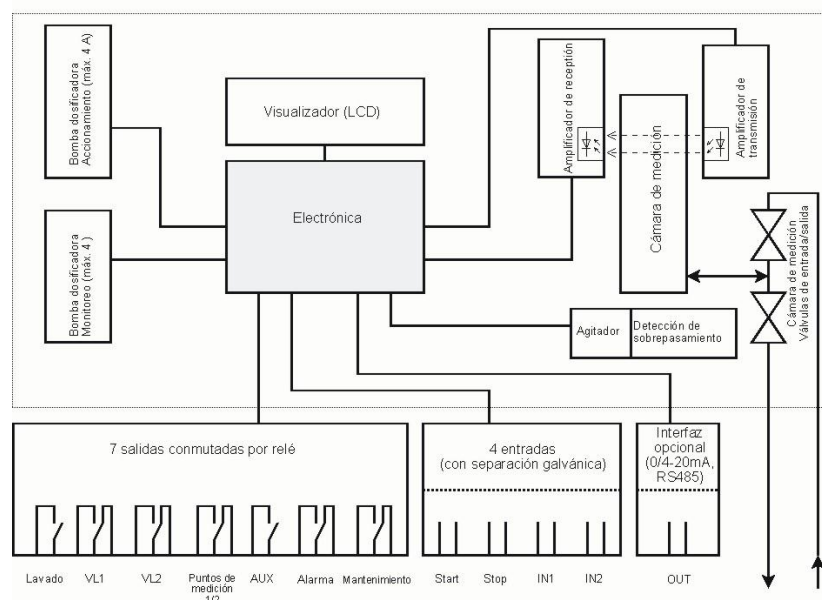 Bomba dosificadora
Accionamiento (máx. 4 A)
Visualizador (LCD)
Amplificador de receptión
Cámara de medición
Amplificador de
transmisión
Electrónica
Bomba dosificadora
Monitoreo (máx. 4 )
Cámara de medición
Válvulas de entrada/salida
Agitador
Detección de
sobrepasamiento
7 salidas conmutadas por relé
4 entradas
(con separación galvánica)
Interfaz
opcional
(0/4-20mA,
RS485)
Lavado
VL1
VL2
Puntos de
medición
1/2
AUX
Alarma
Mantenimiento
Start
Stop
IN1
IN2
OUT